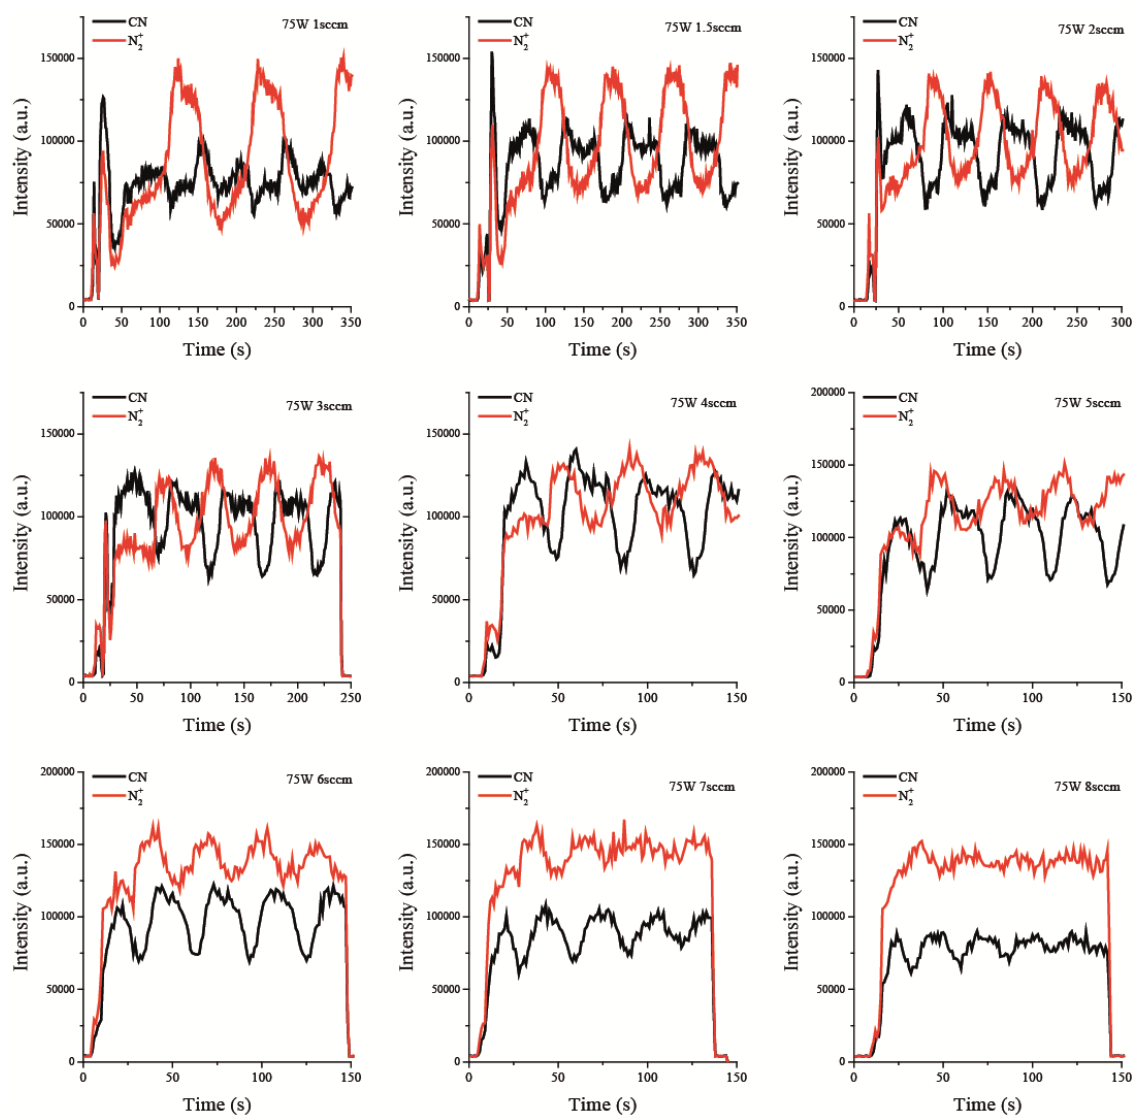 CN
N2+
75W 1sccm
150000
100000
50000
0
0 50 100 150 200 250 300 350
Intensity (a.u.)
Time (s)
CN
N2+
75W 1.5sccm
150000
100000
50000
0
0 50 100 150 200 250 300 350
Intensity (a.u.)
Time (s)
CN
N2+
75W 2sccm
150000
100000
50000
0
0 50 100 150 200 250 300
Intensity (a.u.)
Time (s)
CN
N2+
75W 3sccm
150000
100000
50000
0
0 50 100 150 200 250
Intensity (a.u.)
Time (s)
CN
N2+
75W 4sccm
150000
100000
50000
0
0 50 100 150
Intensity (a.u.)
Time (s)
200000
CN
N2+
75W 5sccm
150000
100000
50000
0
0 50 100 150
Intensity (a.u.)
Time (s)
200000
CN
N2+
75W 6sccm
150000
100000
50000
0
0 50 100 150
Intensity (a.u.)
Time (s)
200000
CN
N2+
75W 7sccm
150000
100000
50000
0
0 50 100 150
Intensity (a.u.)
Time (s)
200000
CN
N2+
75W 8sccm
150000
100000
50000
0
0 50 100 150
Intensity (a.u.)
Time (s)